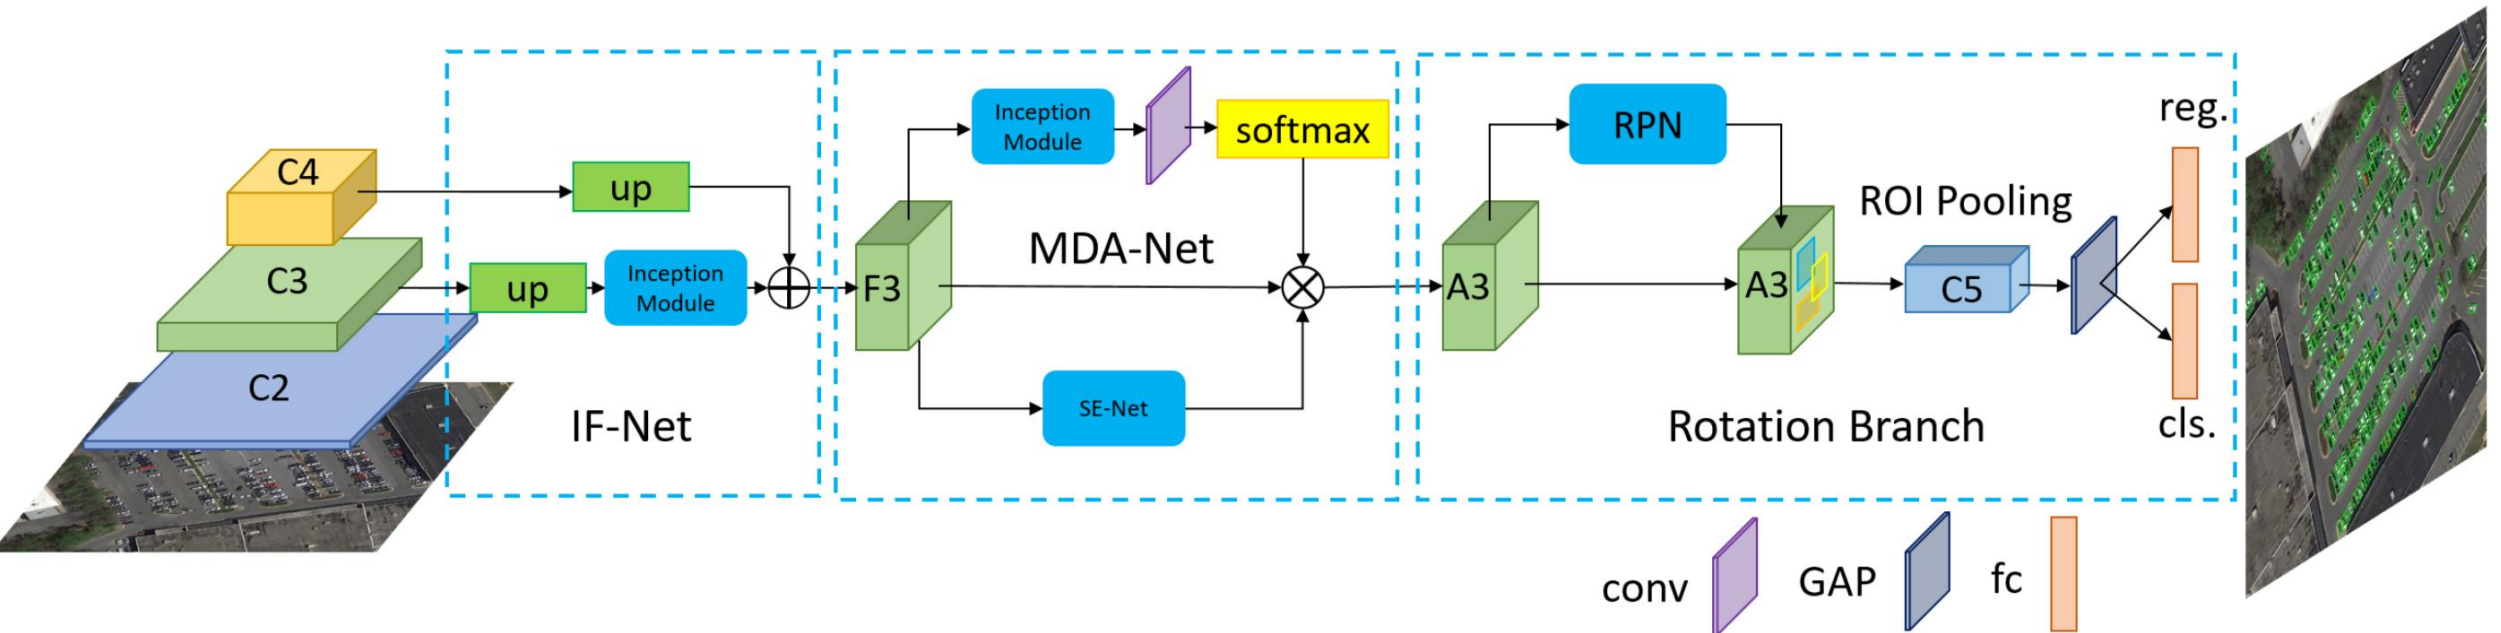 C4
C3
C2
up
up
Inception
Module
IF-Net
F3
Inception
Module
softmax
MDA-Net
SE-Net
A3
RPN
A3
ROI Pooling
C5
reg.
cls.
Rotation Branch
conv
GAP
fc